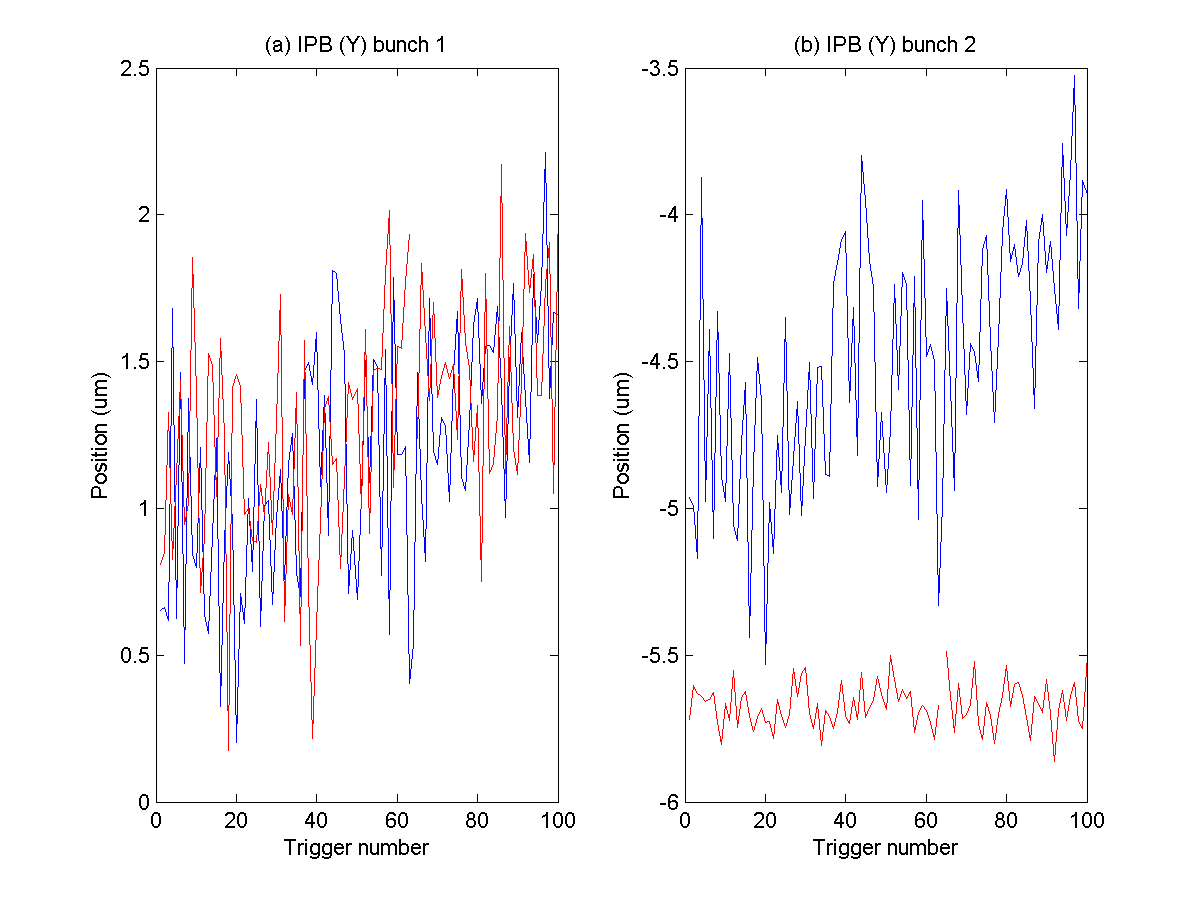 (a) IPB (Y) bunch 1
2.5
2
1.5
1
0.5
0
Position (um)
0 20 40 60 80 100
Trigger number
(b) IPB (Y) bunch 2
-3.5
-4
-4.5
-5
-5.5
-6
Position (um)
0 20 40 60 80 100
Trigger number